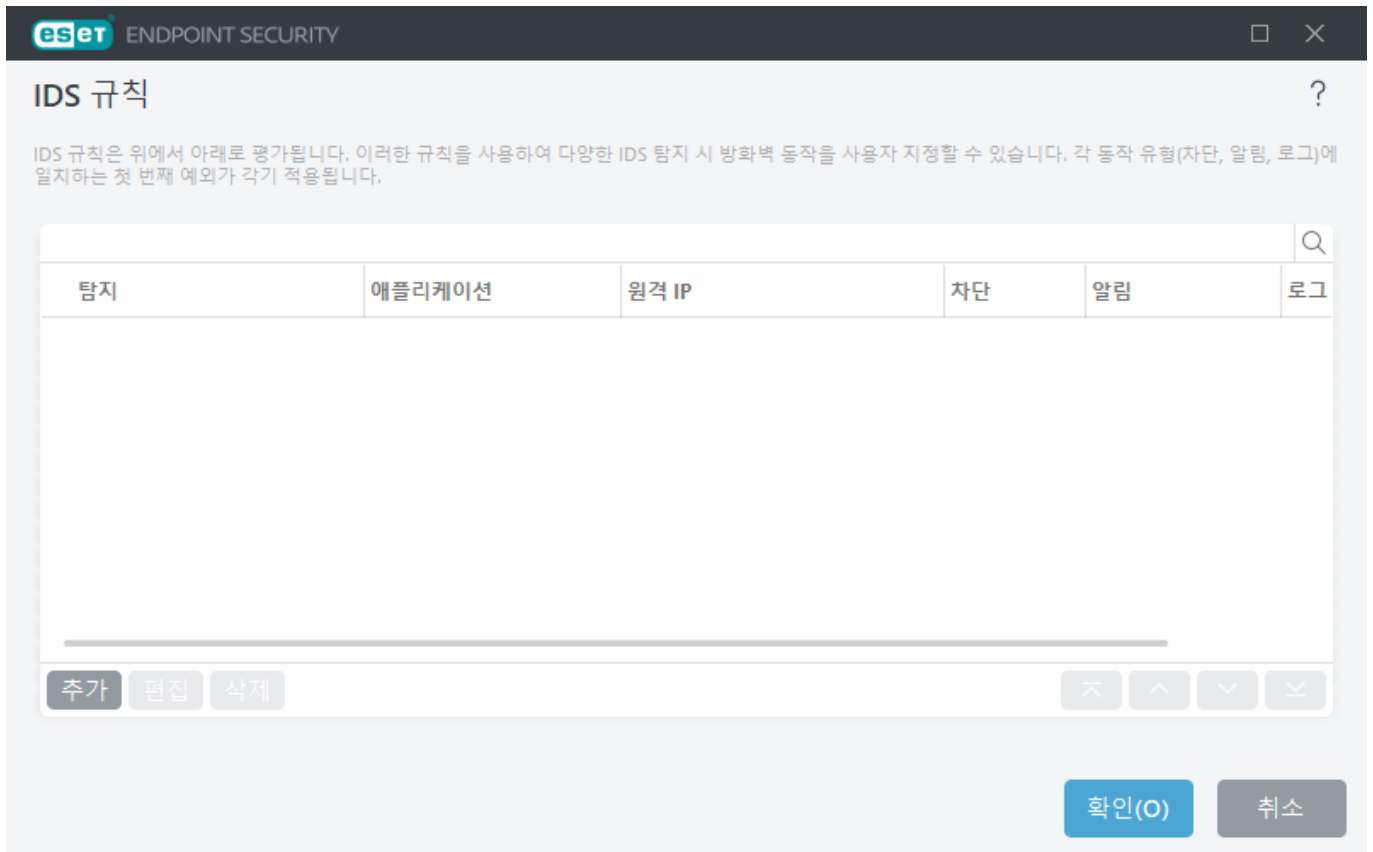 eset ENDPOINT SECURITY
IDS 규칙
?
IDS 규칙은 위에서 아래로 평가됩니다. 이러한 규칙을 사용하여 다양한 IDS 탐지 시 방화벽 동작을 사용자 지정할 수 있습니다. 각 동작 유형(차단, 알림, 로그)에
일치하는 첫 번째 예외가 각기 적용됩니다.
탐지 애플리케이션 원격 IP 차단 알림 로그
추가 편집 삭제
확인(O) 취소